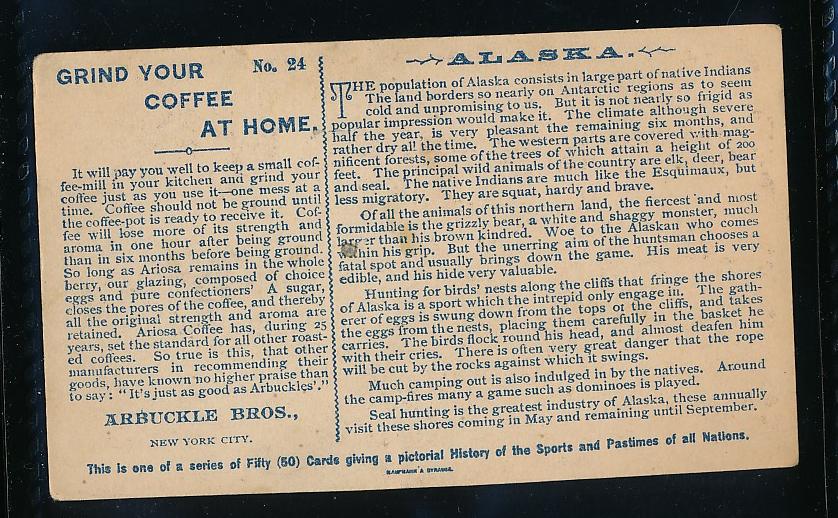 GRIND YOUR
COFFEE
AT HOME.
No. 24
It will pay you well to keep a small cof-
fee-mill in your kitchen and grind your
coffee just as you use it—one mess at a
time. Coffee should not be ground until
the coffee-pot is ready to receive it. Cof-
fee will lose more of its strength and
aroma in one hour after being ground
than in six months before being ground.
So long as Ariosa remains in the whole
berry, our glazing, composed of choice
eggs and pure confectioners' A sugar,
closes the pores of the coffee, and thereby
all the original strength and aroma are
retained. Ariosa Coffee has, during 25
years, set the standard for all other roast-
ed coffees. So true is this, that other
manufacturers in recommending their
goods, have known no higher praise than
to say: "It's just as good as Arbuckles'."
ARBUCKLE BROS.,
NEW YORK CITY.
ALASKA.
THE population of Alaska consists in large part of native Indians
The land borders so nearly on Antarctic regions as to seem
cold and unpromising to us. But it is not nearly so frigid as
popular impression would make it. The climate although severe
half the year, is very pleasant the remaining six months, and
rather dry all the time. The western parts are covered with mag-
nificent forests, some of the trees of which attain a height of 200
feet. The principal wild animals of the country are elk, deer, bear
and seal. The native Indians are much like the Esquimaux, but
less migratory. They are squat, hardy and brave.
Of all the animals of this northern land, the fiercest and most
formidable is the grizzly bear, a white and shaggy monster, much
than his brown kindred. Woe to the Alaskan who comes
within his grip. But the unerring aim of the huntsman chooses a
fatal spot and usually brings down the game. His meat is very
edible, and his hide very valuable.
Hunting for birds' nests along the cliffs that fringe the shores
of Alaska is a sport which the intrepid only engage in. The gath-
erer of eggs is swung down from the tops of the cliffs, and takes
the eggs from the nests, placing them carefully in the basket he
carries. The birds flock round his head, and almost deafen him
with their cries. There is often very great danger that the rope
will be cut by the rocks against which it swings.
Much camping out is also indulged in by the natives. Around
the camp-fires many a game such as dominoes is played.
Seal hunting is the greatest industry of Alaska, these annually
visit these shores coming in May and remaining until September.
This is one of a series of Fifty (50) Cards giving a pictorial History of the Sports and Pastimes of all Nations.